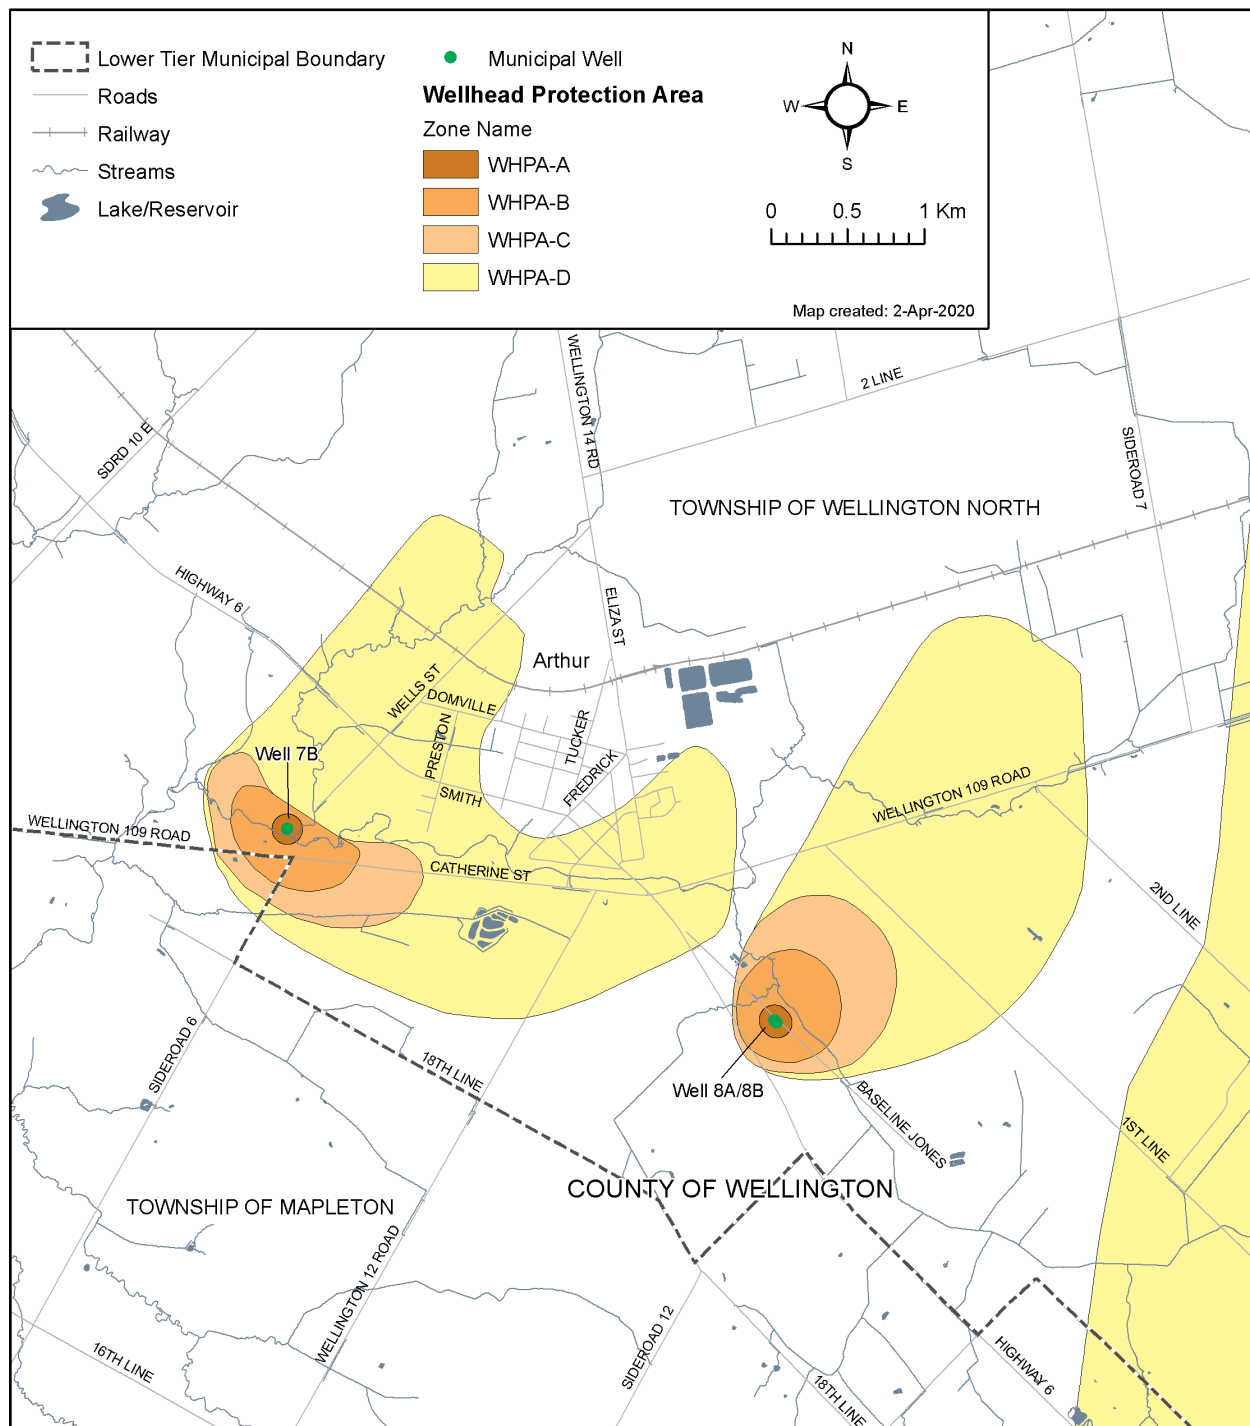 Lower Tier Municipal Boundary
Roads
Railway
Streams
Lake/Reservoir
Municipal Well
Wellhead Protection Area
Zone Name
WHPA-A
WHPA-B
WHPA-C
WHPA-D
N
W
E
S
0
0.5
1 Km
Map created: 2-Apr-2020
WELLINGTON 14 RD
2 LINE
SDRD 10 E
SIDEROAD 7
TOWNSHIP OF WELLINGTON NORTH
HIGHWAY 6
ELIZA ST
Arthur
WELLS ST
DOMVILLE
PRESTON
TUCKER
FREDRICK
SMITH
Well 7B
WELLINGTON 109 ROAD
WELLINGTON 109 ROAD
CATHERINE ST
2ND LINE
SIDEROAD 6
18TH LINE
Well 8A/8B
BASELINE JONES
1ST LINE
COUNTY OF WELLINGTON
TOWNSHIP OF MAPLETON
WELLINGTON 12 ROAD
SIDEROAD 12
16TH LINE
HIGHWAY 6
18TH LINE